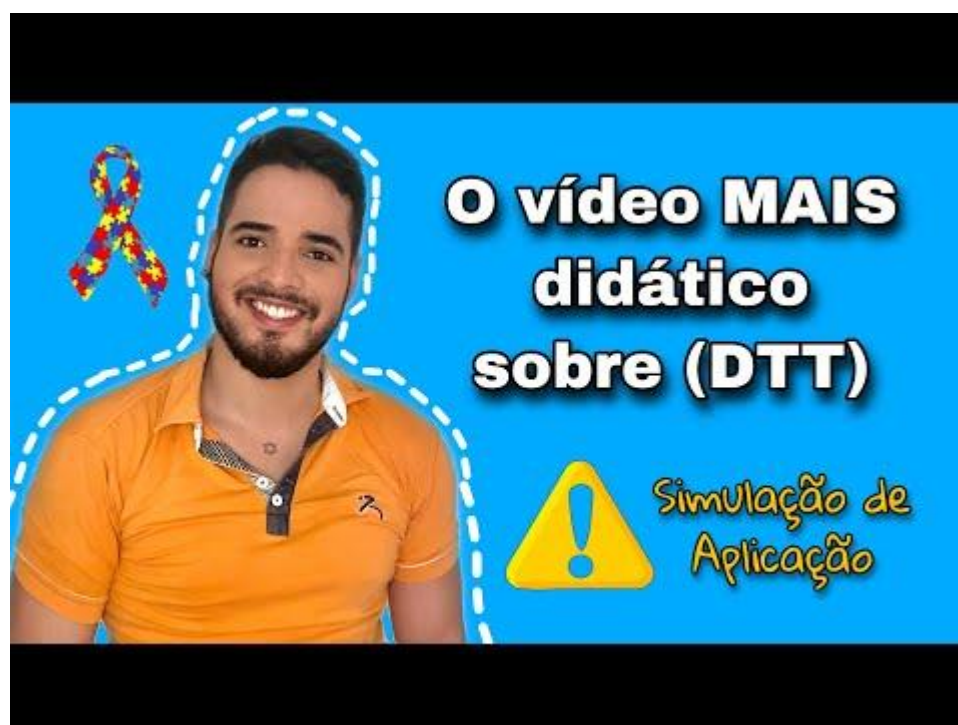 O vídeo MAIS
didático
sobre (DTT)
Simulação de
Aplicação